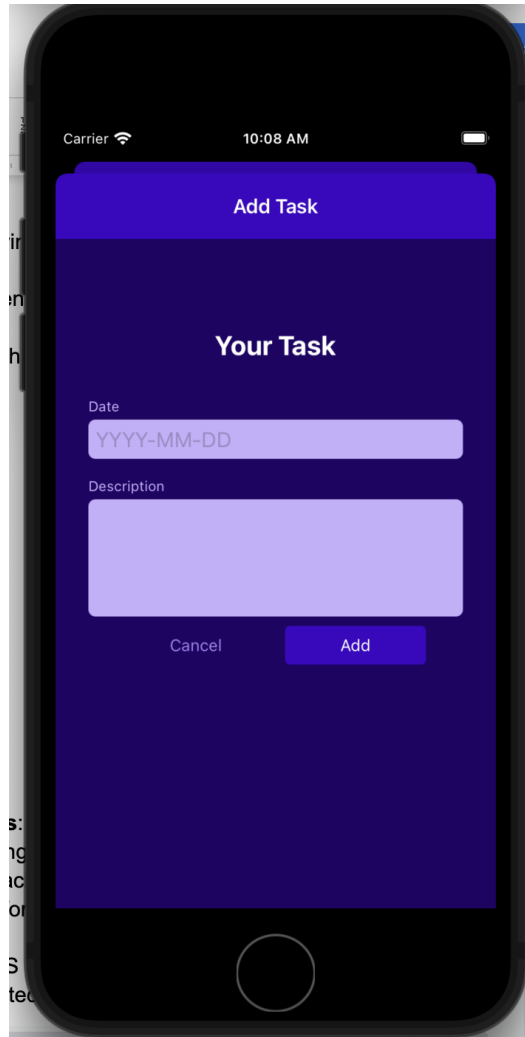 Carrier 10:08 AM
Add Task
Your Task
Date
YYYY-MM-DD
Description
Cancel Add